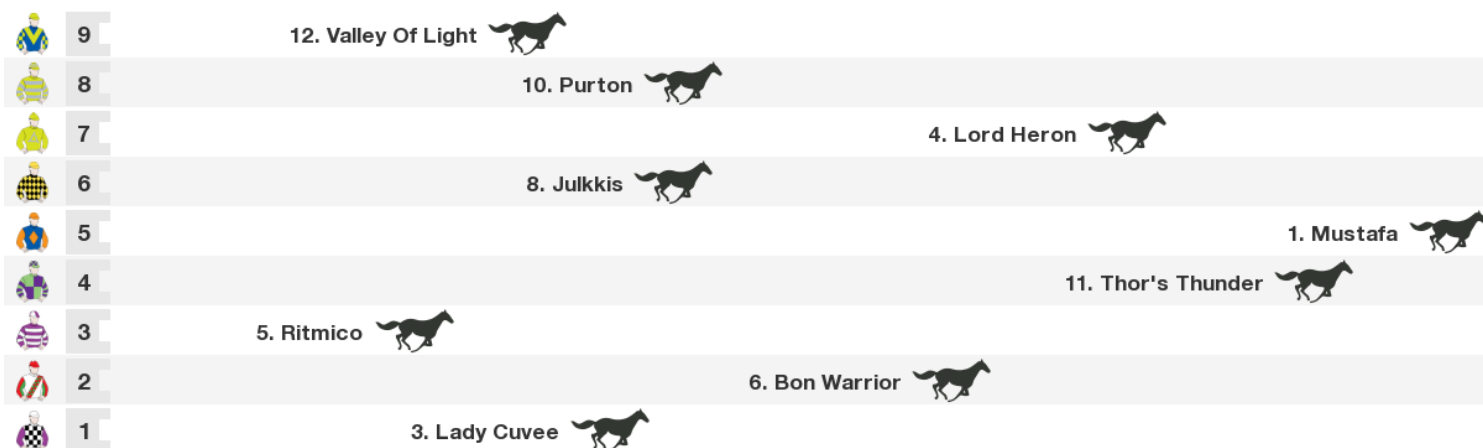 9 12. Valley Of Light
8 10. Purton
7 4. Lord Heron
6 8. Julkkis
5 1. Mustafa
4 11. Thor's Thunder
3 5. Ritmico
2 6. Bon Warrior
1 3. Lady Cuvee